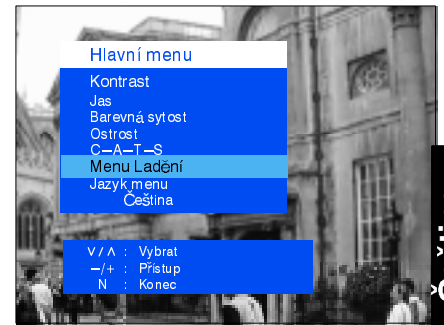 Hlavní menu
Kontrast
Jas
Barevná sytost
Ostrost
C–A–T–S
Menu Ladění
Jazyk menu
Čeština
∨/∧ : Vybrat
–/+ : Přístup
N : Konec